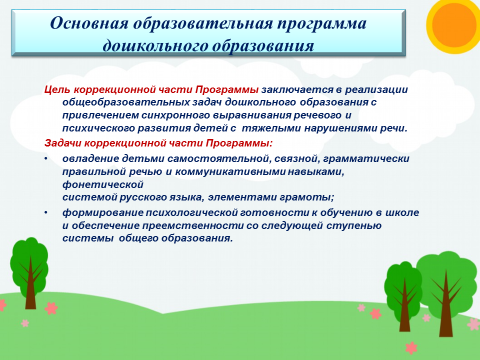 Основная образовательная программа
дошкольного образования
Цель коррекционной части Программы заключается в реализации
общеобразовательных задач дошкольного образования с
привлечением синхронного выравнивания речевого и
психического развития детей с тяжелыми нарушениями речи.
Задачи коррекционной части Программы:
• овладение детьми самостоятельной, связной, грамматически
правильной речью и коммуникативными навыками,
фонетической
системой русского языка, элементами грамоты;
• формирование психологической готовности к обучению в школе
и обеспечение преемственности со следующей ступенью
системы общего образования.